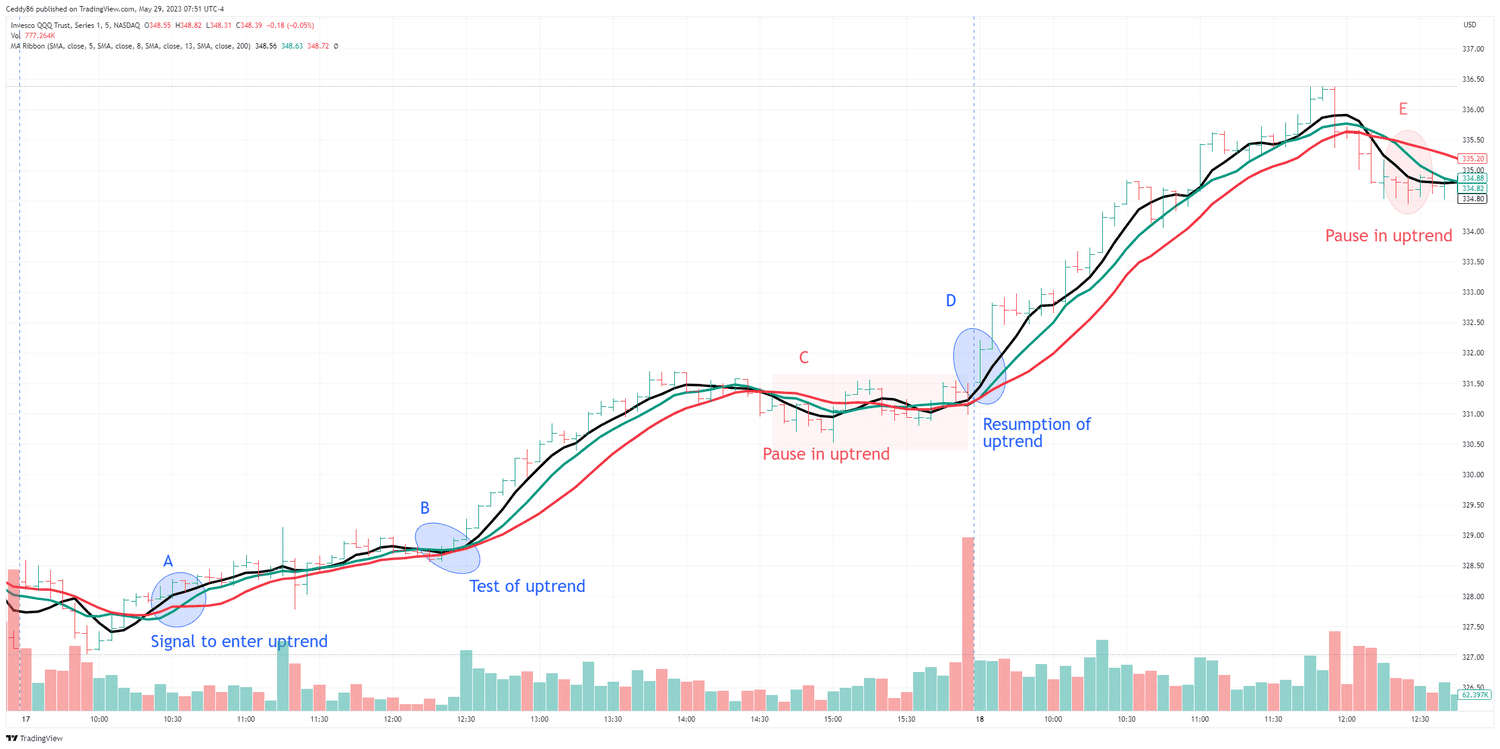 Ceddy86 published on TradingView.com, May 29, 2023 07:51 UTC-4
Invesco QQQ Trust, Series 1, 5, NASDAQ O348.55 H348.82 L348.31 C348.39 −0.18 (−0.05%)
Vol 777.264K
MA Ribbon (SMA, close, 5, SMA, close, 8, SMA, close, 13, SMA, close, 200) 348.56 348.63 348.72 Ø
USD
337.00
336.50
336.00
335.50
335.20
335.00
334.88
334.82
334.80
334.00
333.50
333.00
332.50
332.00
331.50
331.00
330.50
330.00
329.50
329.00
328.50
328.00
327.50
327.00
326.50
62.397K
E
Pause in uptrend
D
C
Resumption of
uptrend
Pause in uptrend
B
A
Test of uptrend
Signal to enter uptrend
17 10:00 10:30 11:00 11:30 12:00 12:30 13:00 13:30 14:00 14:30 15:00 15:30 18 10:00 10:30 11:00 11:30 12:00 12:30
TradingView